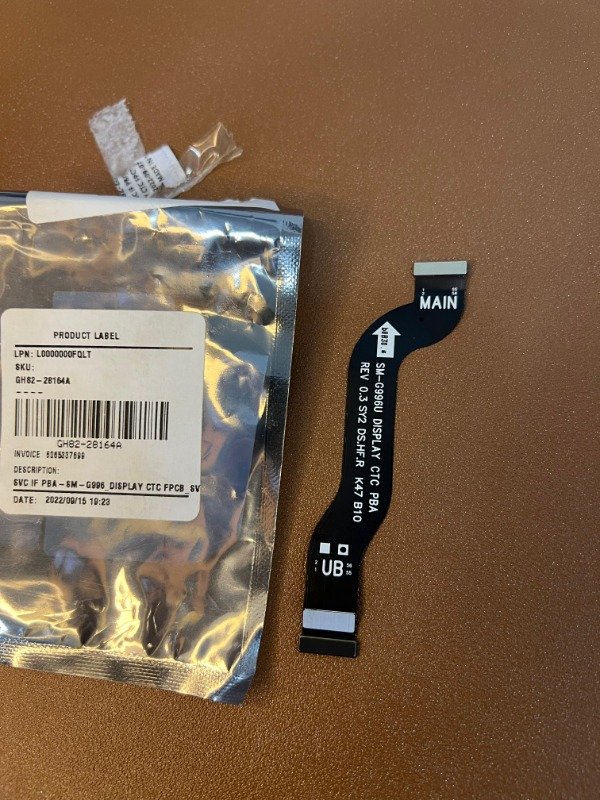 PRODUCT LABEL
LPN: L0000000FQLT
SKU:
GH82-28164A
GH82-28164A
INVOICE 6265337699
DESCRIPTION:
SVC IF PBA-SM-G996_DISPLAY CTC FPCB_SV
DATE: 2022/09/15 19:23
MAIN
SM-G996U DISPLAY CTC PBA
REV 0.3 SY2 DS.HF.R K47 B10
UB